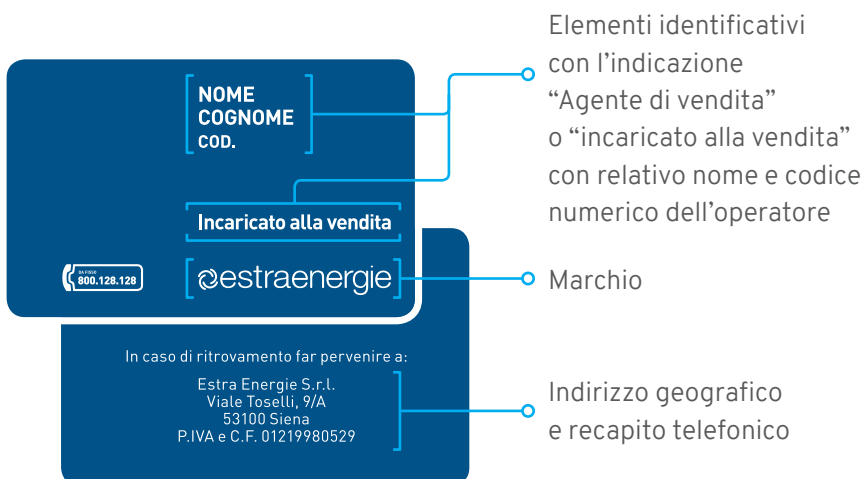 NOME
COGNOME
COD.
Incaricato alla vendita
DA FISSO
800.128.128
estraenergie
In caso di ritrovamento far pervenire a:
Estra Energie S.r.l.
Viale Toselli, 9/A
53100 Siena
P.IVA e C.F. 01219980529
Elementi identificativi
con l’indicazione
“Agente di vendita”
o “incaricato alla vendita”
con relativo nome e codice
numerico dell’operatore
Marchio
Indirizzo geografico
e recapito telefonico